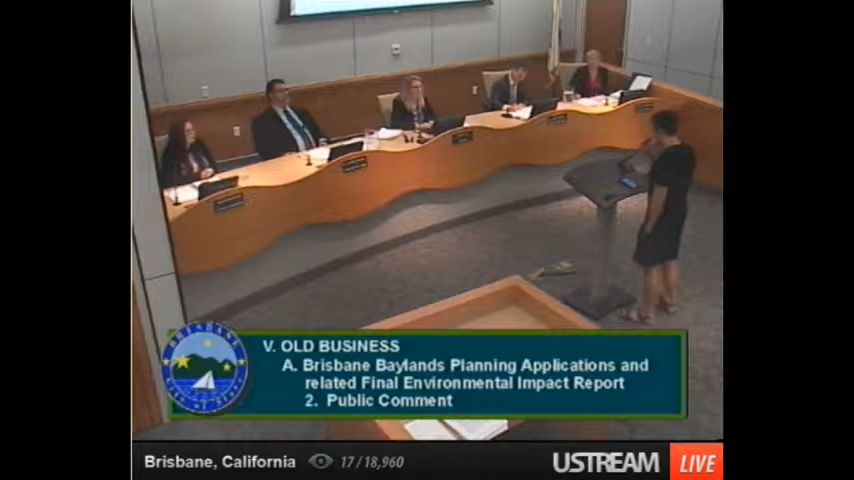 V. OLD BUSINESS
A. Brisbane Baylands Planning Applications and
related Final Environmental Impact Report
2. Public Comment
BRISBANE
Brisbane, California 17/18,960 USTREAM LIVE